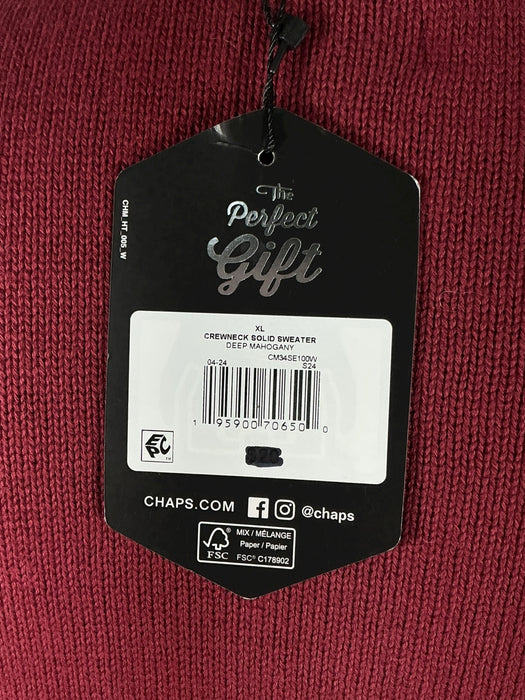 The
Perfect
Gift
CHM_HT_005_W
XL
CREWNECK SOLID SWEATER
DEEP MAHOGANY
CM34SE100W
04-24 S24
1 95900 70650 0
EPC™
CHAPS.COM @chaps
FSC
MIX / MÉLANGE
Paper / Papier
FSC® C178902